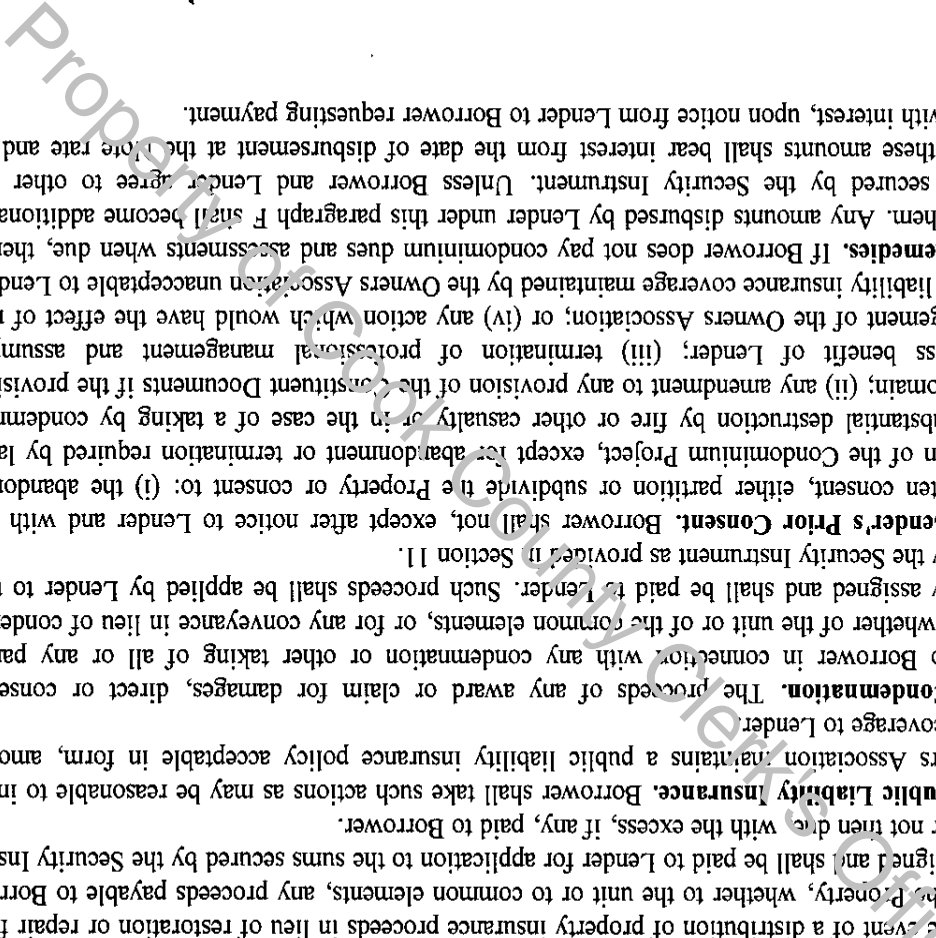 e event of a distribution of property insurance proceeds in lieu of restoration or repair f
he Property, whether to the unit or to common elements, any proceeds payable to Borr
signed and shall be paid to Lender for application to the sums secured by the Security Ins
r not then due, with the excess, if any, paid to Borrower.
ublic Liability Insurance. Borrower shall take such actions as may be reasonable to in
rs Association maintains a public liability insurance policy acceptable in form, amo
coverage to Lender.
Condemnation. The proceeds of any award or claim for damages, direct or conse
o Borrower in connection with any condemnation or other taking of all or any pa
whether of the unit or of the common elements, or for any conveyance in lieu of conde
y assigned and shall be paid to Lender. Such proceeds shall be applied by Lender to t
y the Security Instrument as provided in Section 11.
ender's Prior Consent. Borrower shall not, except after notice to Lender and with
ten consent, either partition or subdivide the Property or consent to: (i) the abandon
n of the Condominium Project, except for abandonment or termination required by la
ubstantial destruction by fire or other casualty or in the case of a taking by condemn
omain; (ii) any amendment to any provision of the Constituent Documents if the provisi
ss benefit of Lender; (iii) termination of professional management and assum
gement of the Owners Association; or (iv) any action which would have the effect of r
liability insurance coverage maintained by the Owners Association unacceptable to Lend
emedies. If Borrower does not pay condominium dues and assessments when due, then
hem. Any amounts disbursed by Lender under this paragraph F shall become additiona
secured by the Security Instrument. Unless Borrower and Lender agree to other
these amounts shall bear interest from the date of disbursement at the Note rate and
with interest, upon notice from Lender to Borrower requesting payment.
Property of Cook County Clerk's Offi